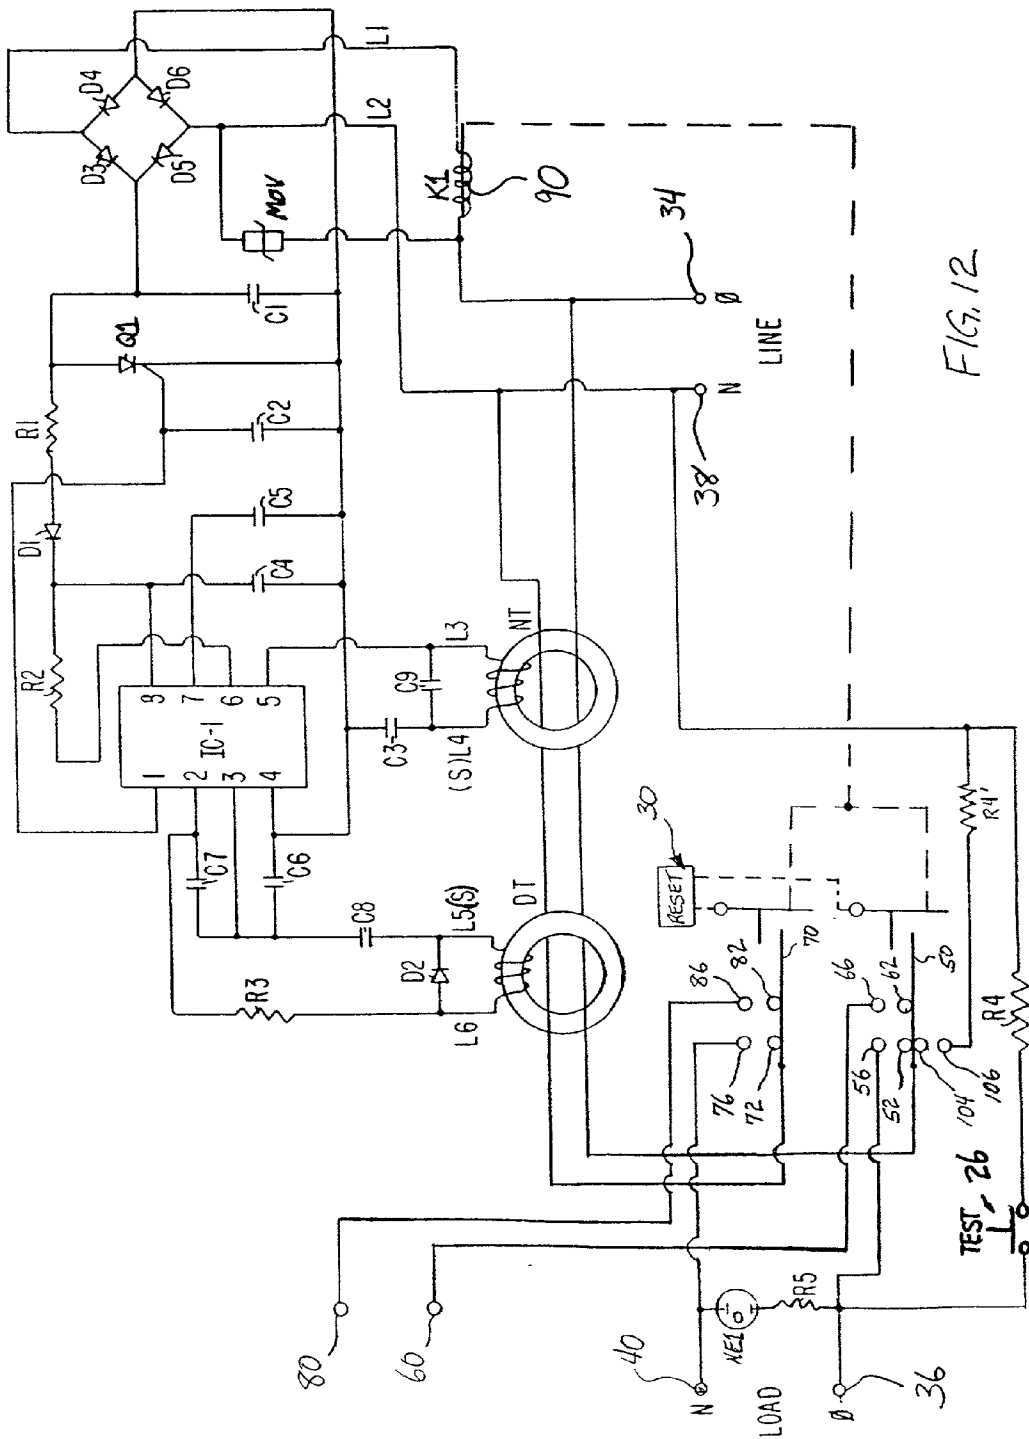 L1
L2
D4
D6
D3
D5
MOV
K1
90
34
Ø
LINE
N
38
FIG. 12
C1
Q1
R1
C2
D1
C5
C4
R2
IC-1
1
2
3
4
8
7
6
5
L3
C9
C3
(S)L4
NT
C7
C6
C8
L5(S)
D2
R3
L6
DT
30
RESET
R4'
R4
86
82
70
82
76
72
66
62
50
56
52
104
106
TEST
26
80
60
40
N
NE1
R5
LOAD
Ø
36